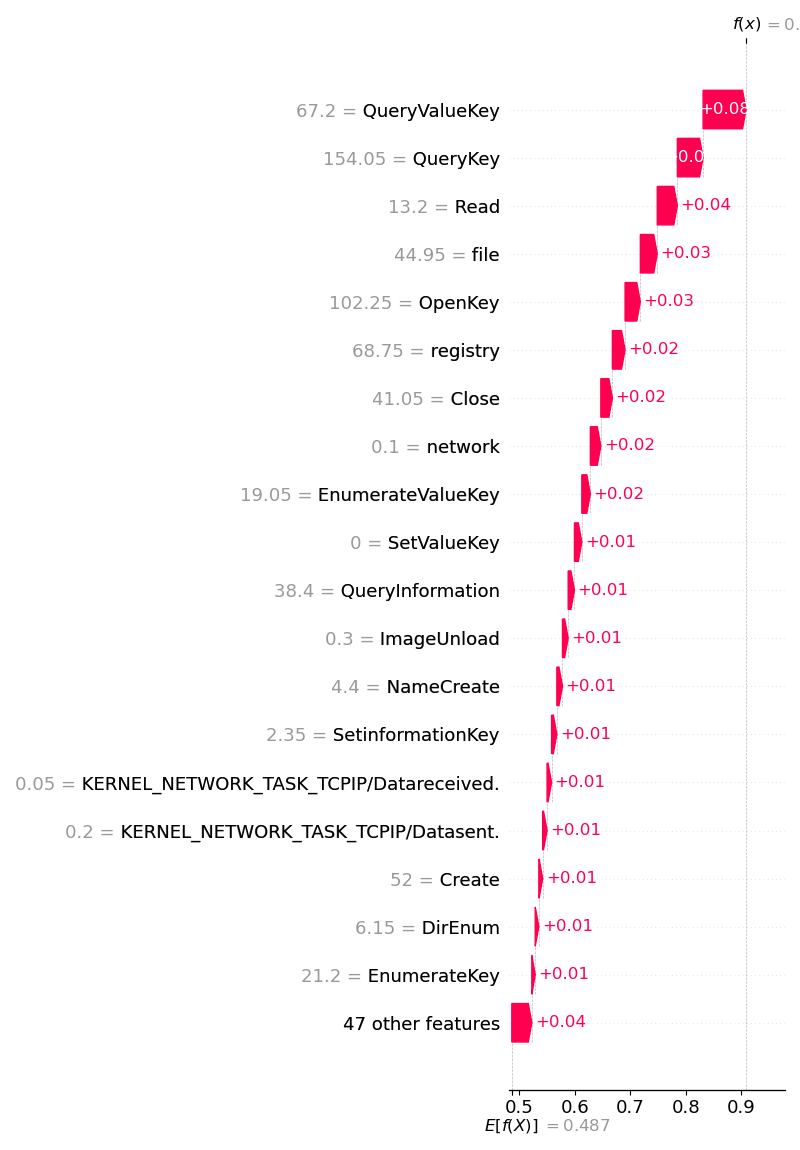 f(x) = 0.
67.2 = QueryValueKey +0.08
154.05 = QueryKey 0.0
13.2 = Read +0.04
44.95 = file +0.03
102.25 = OpenKey +0.03
68.75 = registry +0.02
41.05 = Close +0.02
0.1 = network +0.02
19.05 = EnumerateValueKey +0.02
0 = SetValueKey +0.01
38.4 = QueryInformation +0.01
0.3 = ImageUnload +0.01
4.4 = NameCreate +0.01
2.35 = SetinformationKey +0.01
0.05 = KERNEL_NETWORK_TASK_TCPIP/Datareceived. +0.01
0.2 = KERNEL_NETWORK_TASK_TCPIP/Datasent. +0.01
52 = Create +0.01
6.15 = DirEnum +0.01
21.2 = EnumerateKey +0.01
47 other features +0.04
0.5 0.6 0.7 0.8 0.9
E[f(X)] = 0.487